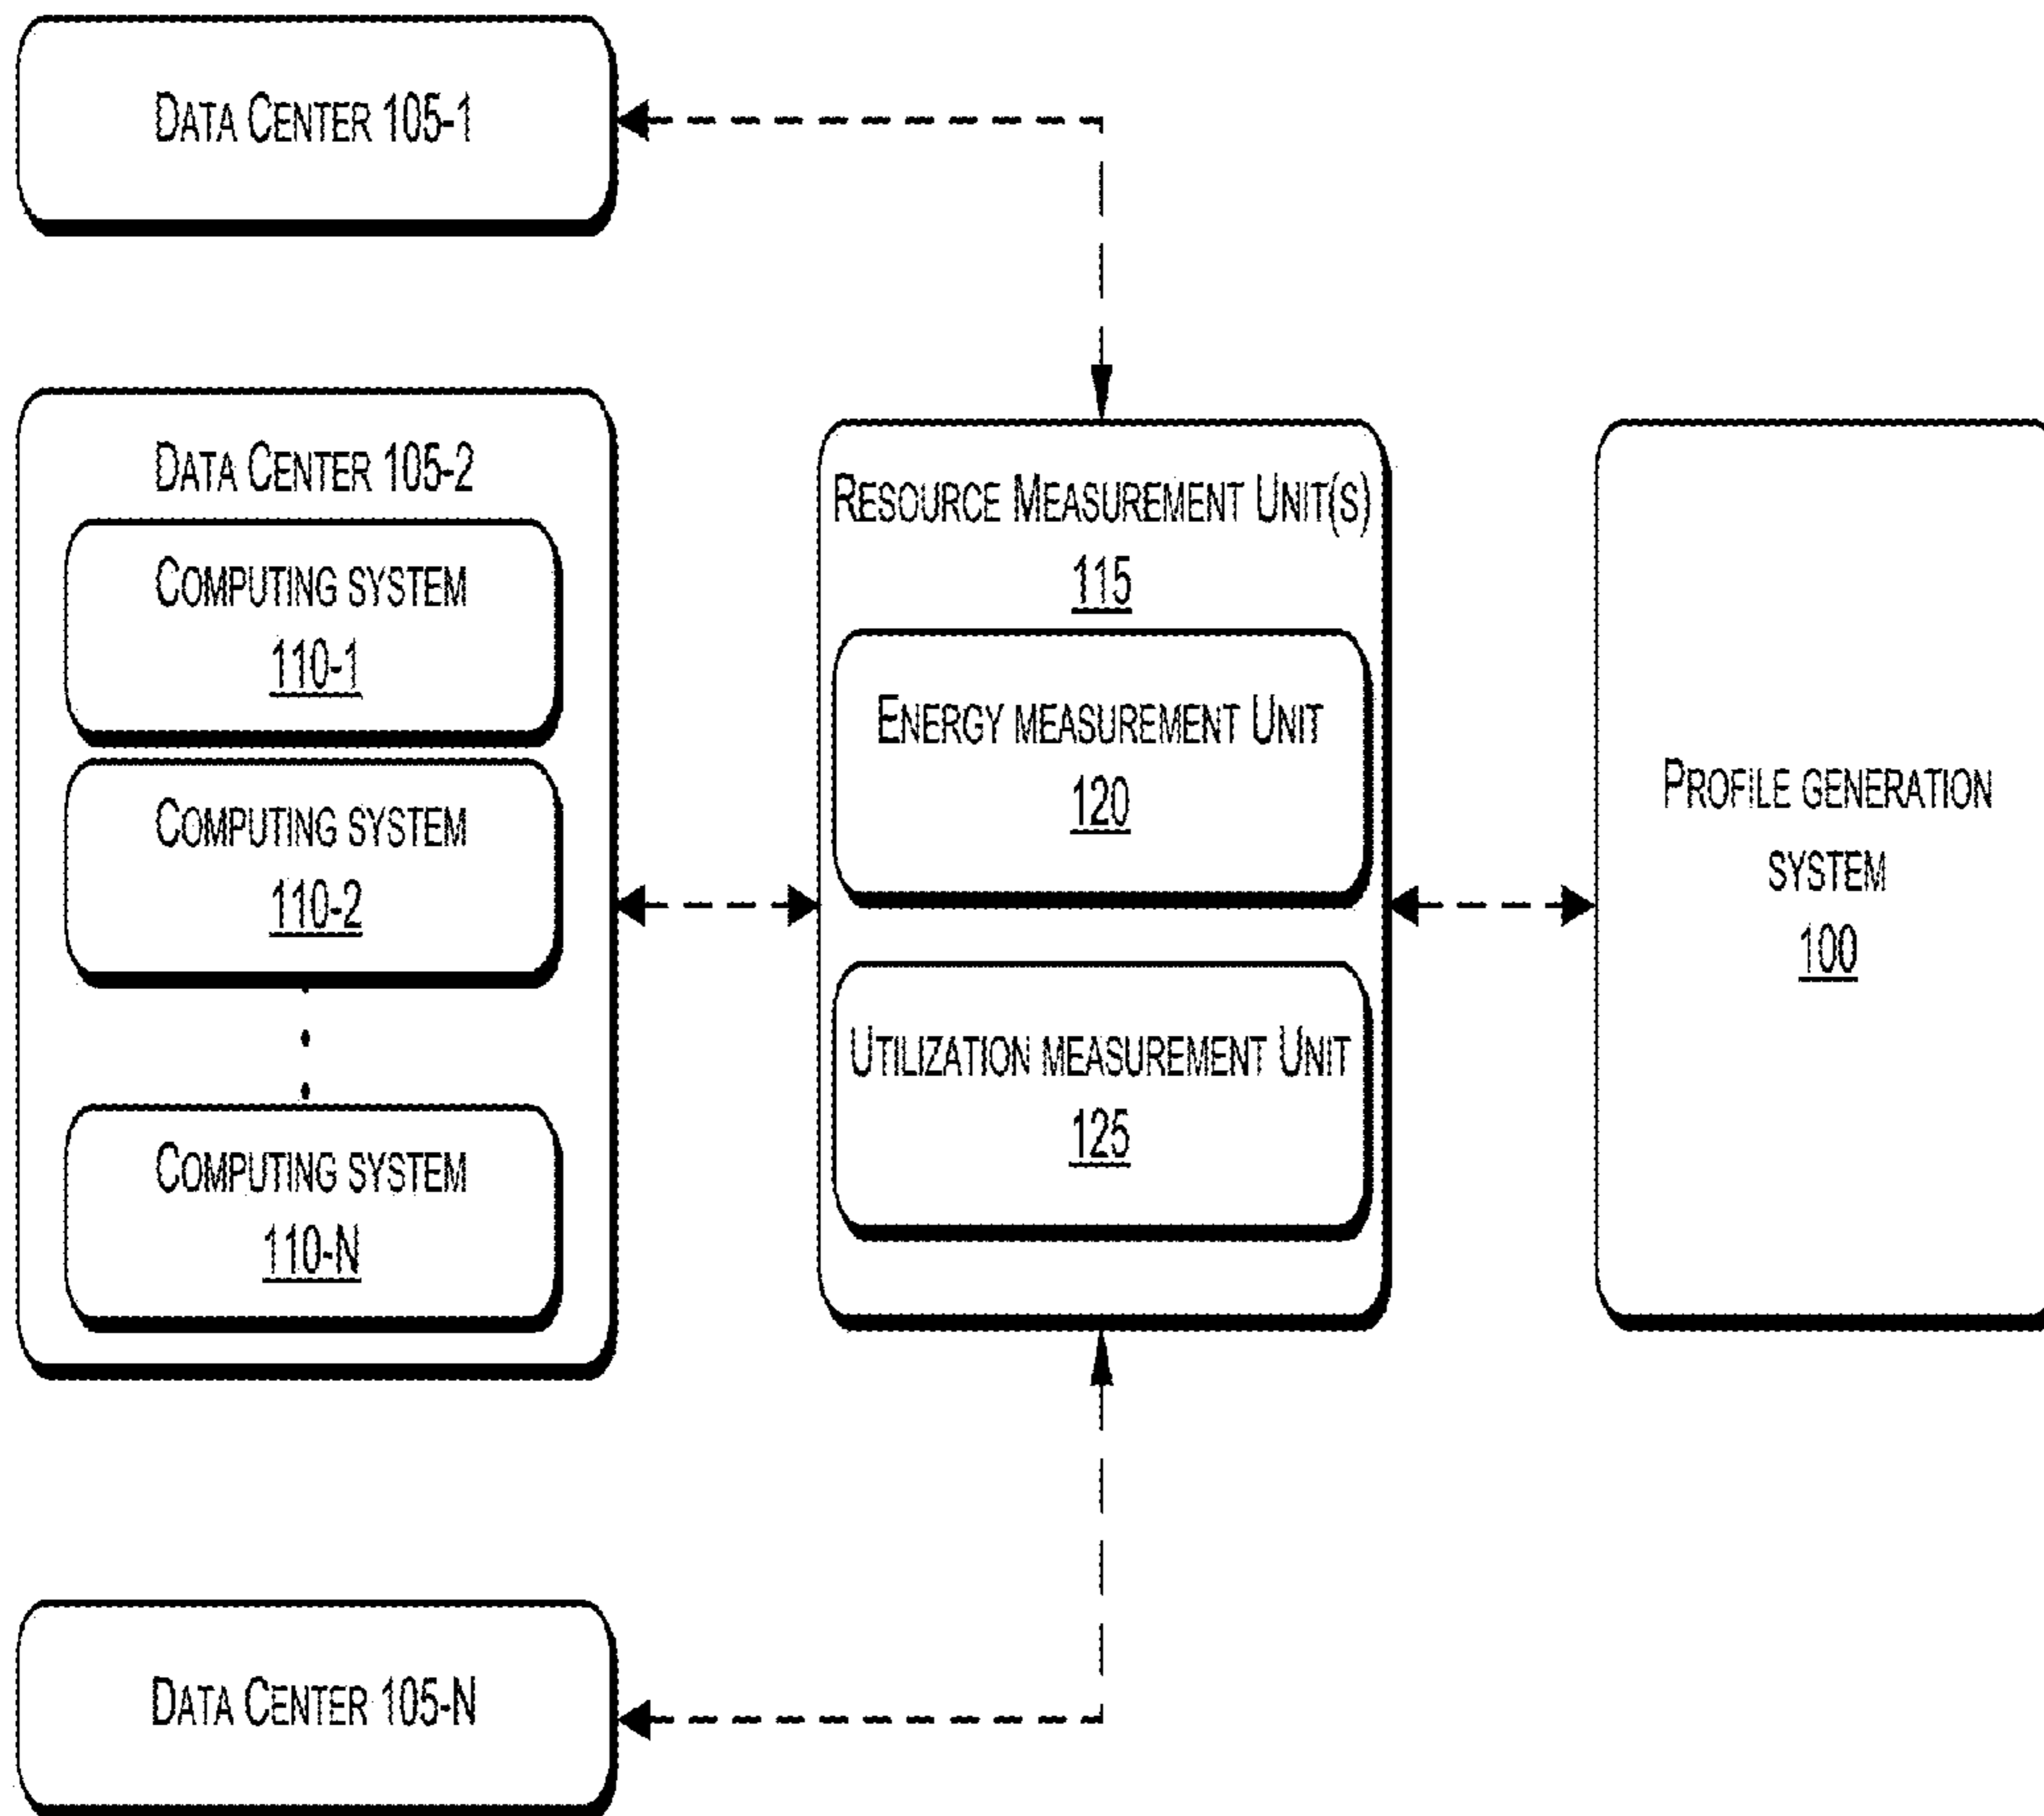 Data Center 105-1
Data Center 105-2
Computing system
110-1
Computing system
110-2
Computing system
110-N
Resource Measurement Unit(s)
115
Energy measurement Unit
120
Utilization measurement Unit
125
Profile generation
system
100
Data Center 105-N